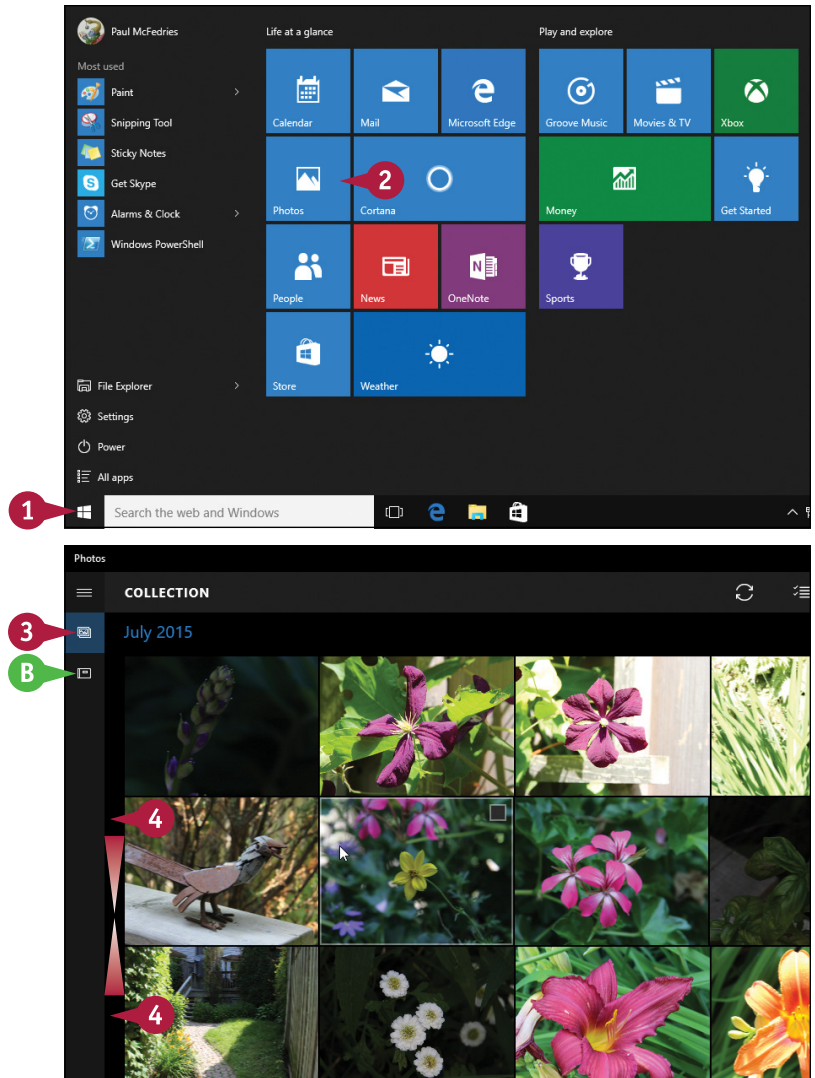 Paul McFedries
Life at a glance
Play and explore
Most used
Paint
Snipping Tool
Sticky Notes
Get Skype
Alarms & Clock
Windows PowerShell
Calendar
Mail
Microsoft Edge
Groove Music
Movies & TV
Xbox
Photos
2
Cortana
Money
Get Started
People
News
N
OneNote
Sports
Store
Weather
File Explorer
Settings
Power
All apps
1
Search the web and Windows
Photos
COLLECTION
3
July 2015
B
4
4